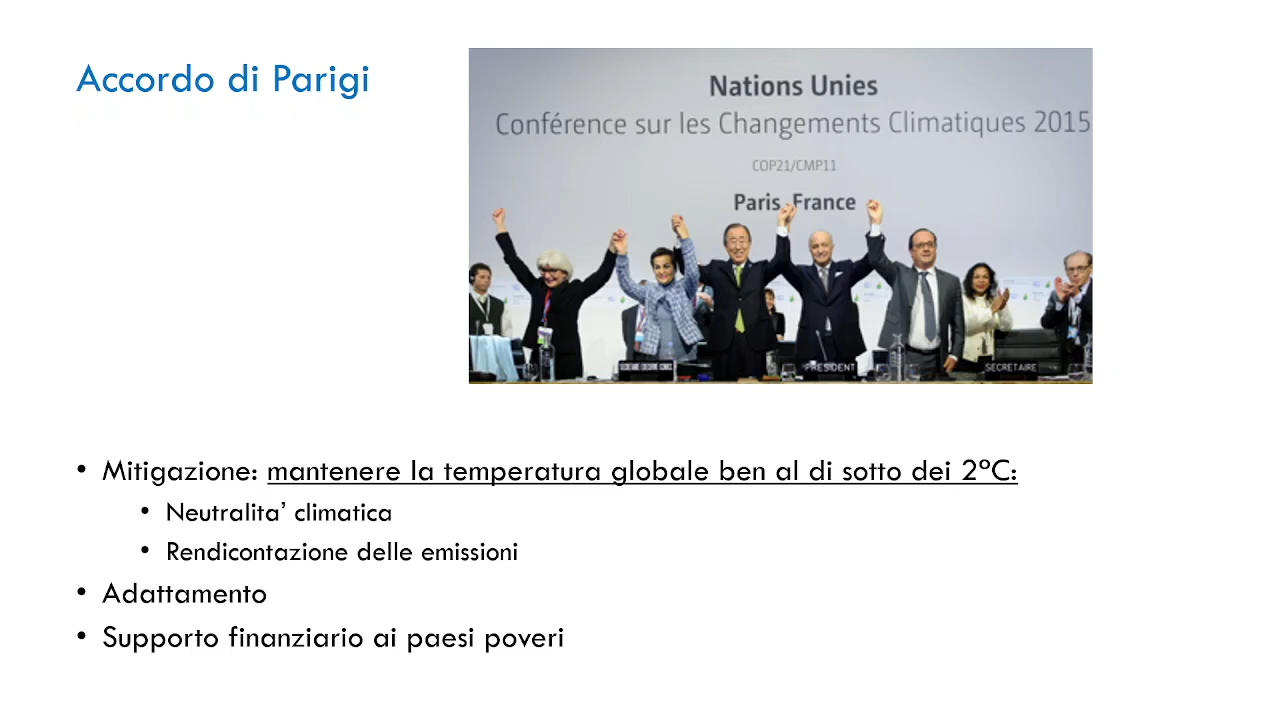 Accordo di Parigi
Nations Unies
Conférence sur les Changements Climatiques 2015
COP21/CMP11
Paris, France
PRESIDENT
SECRETAIRE
• Mitigazione: mantenere la temperatura globale ben al di sotto dei 2°C:
• Neutralita’ climatica
• Rendicontazione delle emissioni
• Adattamento
• Supporto finanziario ai paesi poveri